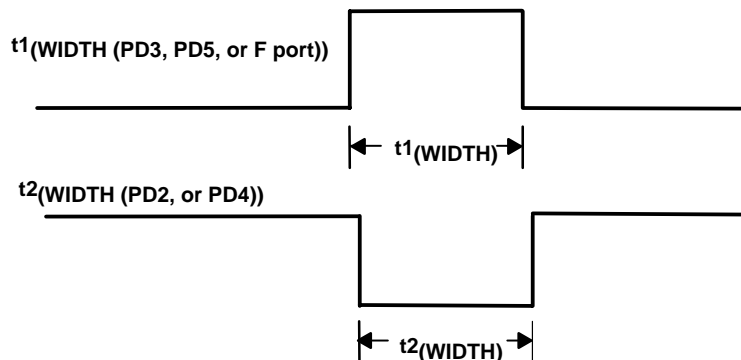 t1(WIDTH (PD3, PD5, or F port))
t1(WIDTH)
t2(WIDTH (PD2, or PD4))
t2(WIDTH)